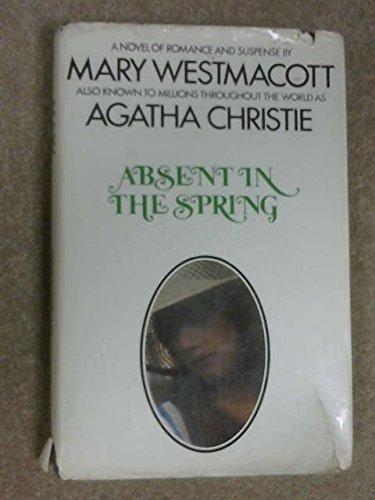 A NOVEL OF ROMANCE AND SUSPENSE BY
MARY WESTMACOTT
ALSO KNOWN TO MILLIONS THROUGHOUT THE WORLD AS
AGATHA CHRISTIE
ABSENT IN
THE SPRING